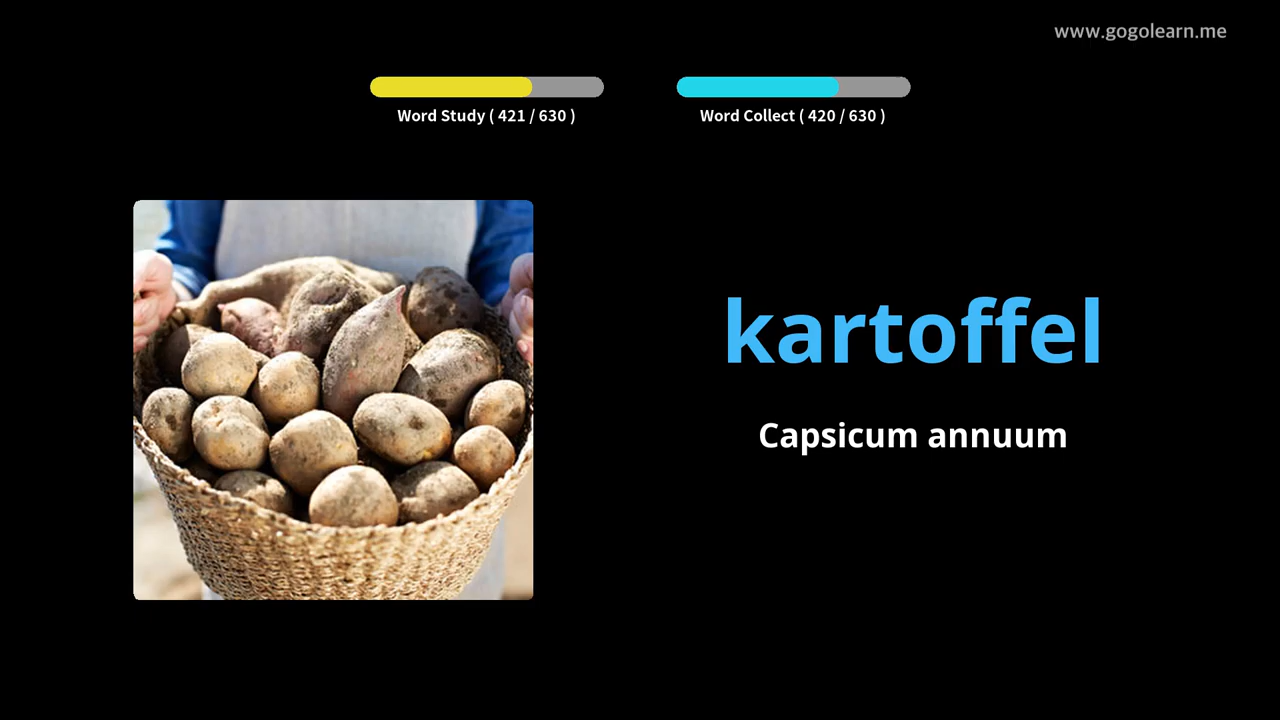 www.gogolearn.me
Word Study ( 421 / 630 )
Word Collect ( 420 / 630 )
kartoffel
Capsicum annuum